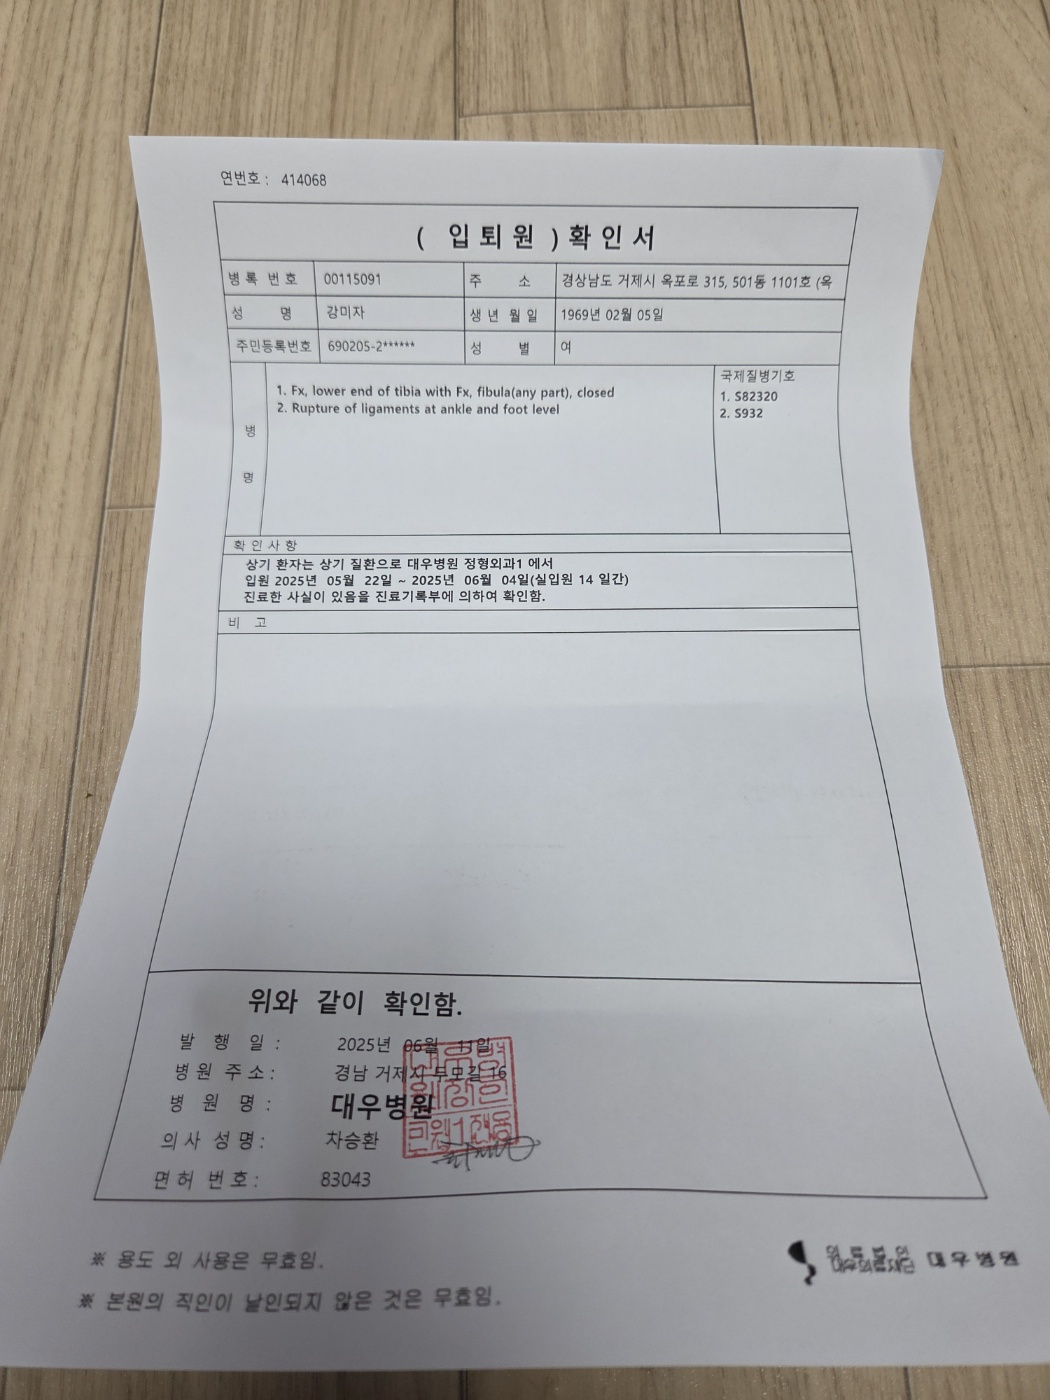 연번호 : 414068
( 입 퇴 원 ) 확 인 서
병 록 번 호 00115091 주 소 경상남도 거제시 옥포로 315, 501동 1101호 (옥
성 명 강미자 생 년 월 일 1969년 02월 05일
주민등록번호 690205-2****** 성 별 여
병 명
1. Fx, lower end of tibia with Fx, fibula(any part), closed
2. Rupture of ligaments at ankle and foot level
국제질병기호
1. S82320
2. S932
확 인 사 항
상기 환자는 상기 질환으로 대우병원 정형외과1 에서
입원 2025년 05월 22일 ~ 2025년 06월 04일(실입원 14 일간)
진료한 사실이 있음을 진료기록부에 의하여 확인함.
비 고
위와 같이 확인함.
발 행 일 : 2025년 06월 11일
병 원 주 소 : 경남 거제시 두모길 16
병 원 명 : 대우병원
의 사 성 명 : 차승환
면 허 번 호 : 83043
※ 용도 외 사용은 무효임.
※ 본원의 직인이 날인되지 않은 것은 무효임.
대우병원